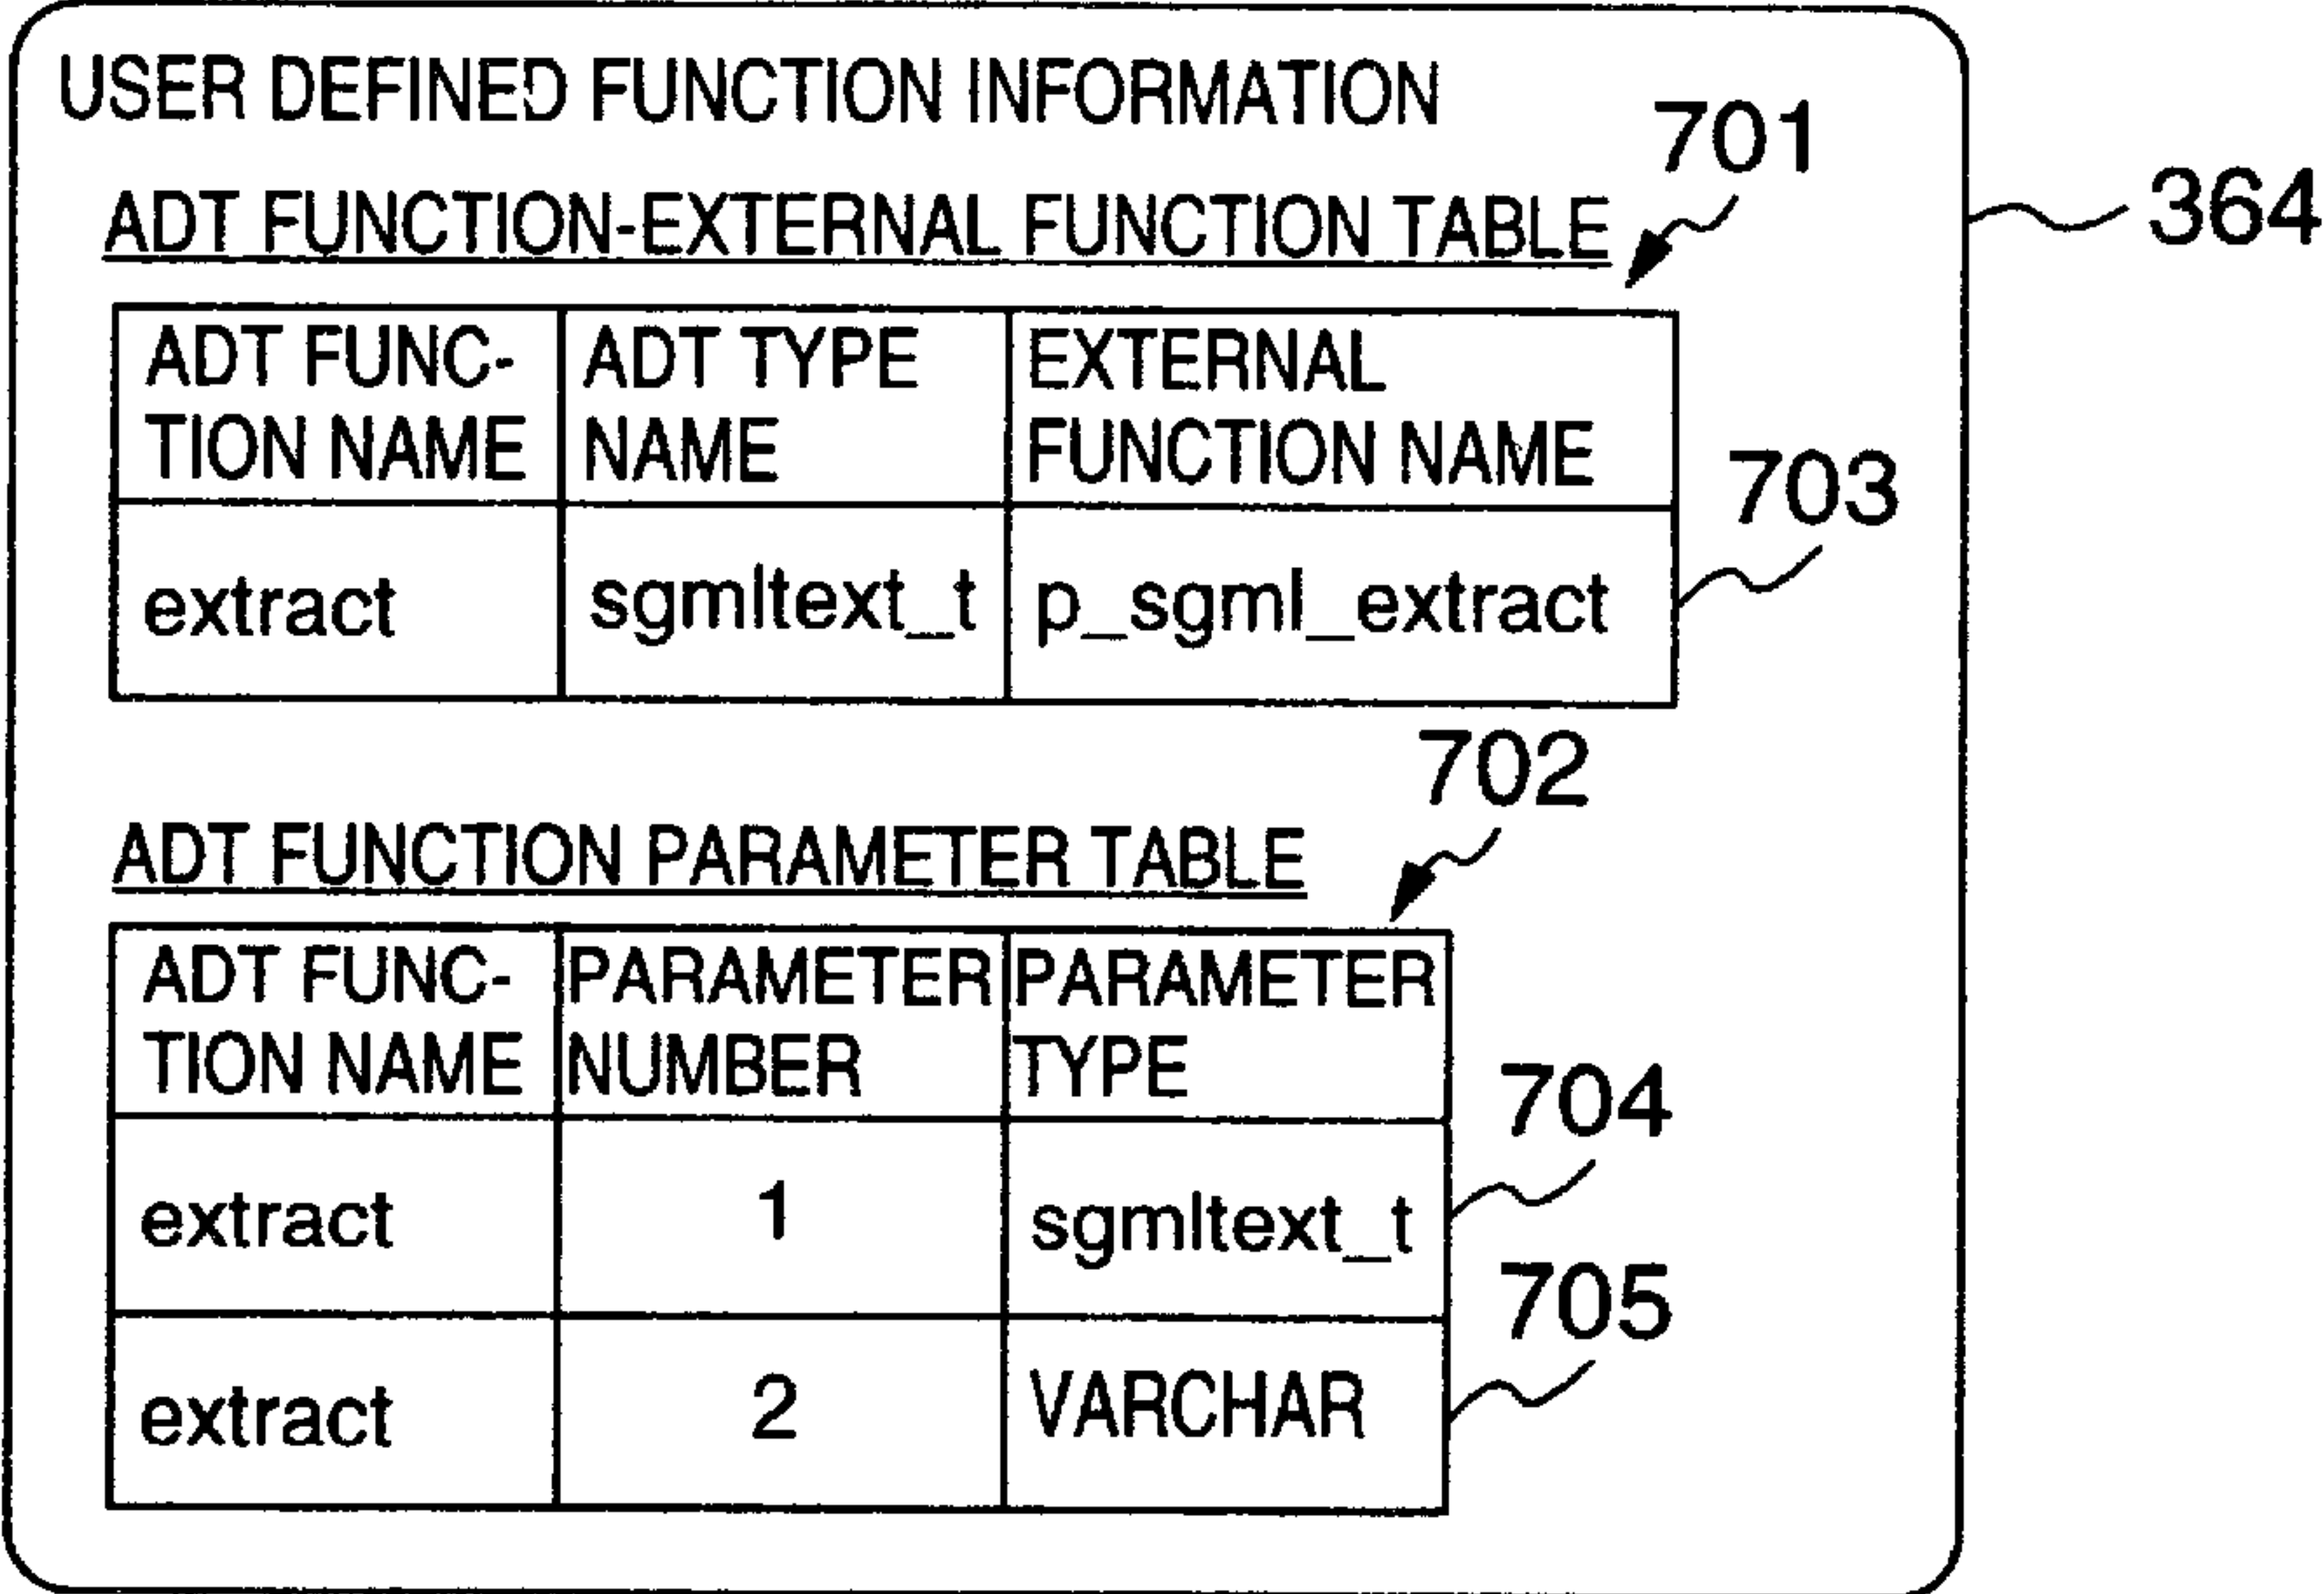 USER DEFINED FUNCTION INFORMATION
701
364
ADT FUNCTION-EXTERNAL FUNCTION TABLE
ADT FUNC-
TION NAME
ADT TYPE
NAME
EXTERNAL
FUNCTION NAME
703
extract
sgmltext_t
p_sgml_extract
702
ADT FUNCTION PARAMETER TABLE
ADT FUNC-
TION NAME
PARAMETER
NUMBER
PARAMETER
TYPE
704
extract
1
sgmltext_t
705
extract
2
VARCHAR